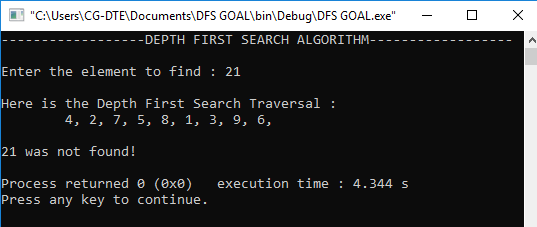 "C:\Users\CG-DTE\Documents\DFS GOAL\bin\Debug\DFS GOAL.exe"
------------------DEPTH FIRST SEARCH ALGORITHM------------------
Enter the element to find : 21
Here is the Depth First Search Traversal :
4, 2, 7, 5, 8, 1, 3, 9, 6,
21 was not found!
Process returned 0 (0x0)   execution time : 4.344 s
Press any key to continue.